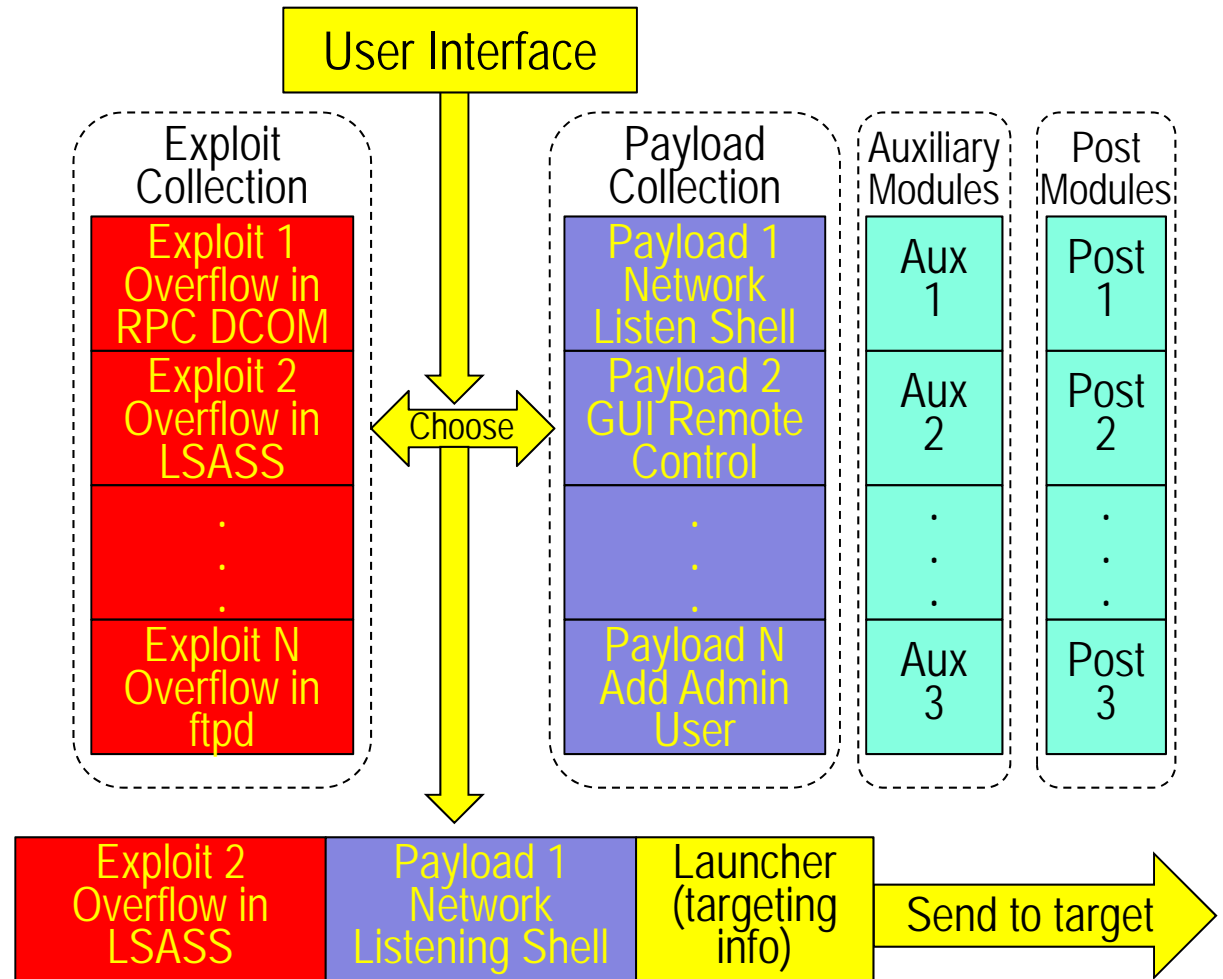 User Interface
Exploit
Collection
Exploit 1
Overflow in
RPC DCOM
Exploit 2
Overflow in
LSASS
.
.
.
Exploit N
Overflow in
ftpd
Choose
Payload
Collection
Payload 1
Network
Listen Shell
Payload 2
GUI Remote
Control
.
.
.
Payload N
Add Admin
User
Auxiliary
Modules
Aux
1
Aux
2
.
.
.
Aux
3
Post
Modules
Post
1
Post
2
.
.
.
Post
3
Exploit 2
Overflow in
LSASS
Payload 1
Network
Listening Shell
Launcher
(targeting
info)
Send to target